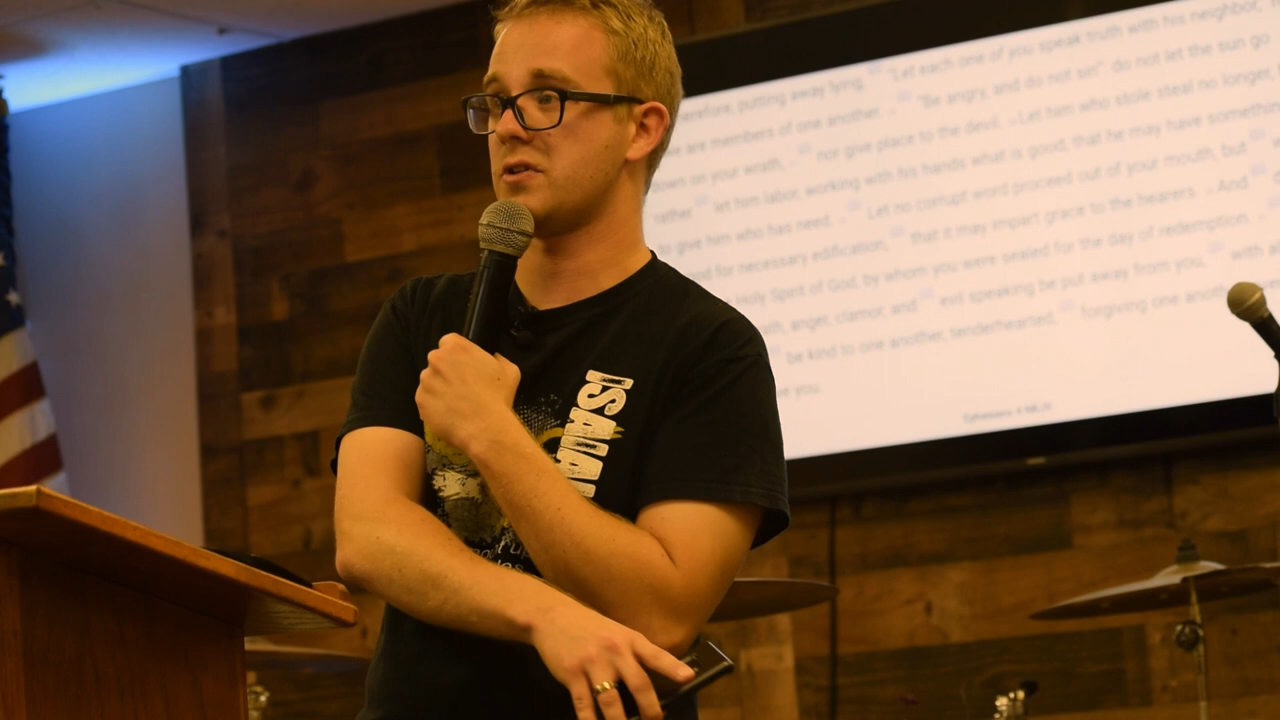 Therefore, putting away lying, "Let each one of you speak truth with his neighbor,
are members of one another. "Be angry, and do not sin": do not let the sun go
down on your wrath, nor give place to the devil. Let him who stole steal no longer,
rather let him labor, working with his hands what is good, that he may have something
to give him who has need. Let no corrupt word proceed out of your mouth, but
for necessary edification, that it may impart grace to the hearers. And
Holy Spirit of God, by whom you were sealed for the day of redemption.
anger, clamor, and evil speaking be put away from you, with
be kind to one another, tenderhearted, forgiving one
you.
Ephesians 4
ISAIAH